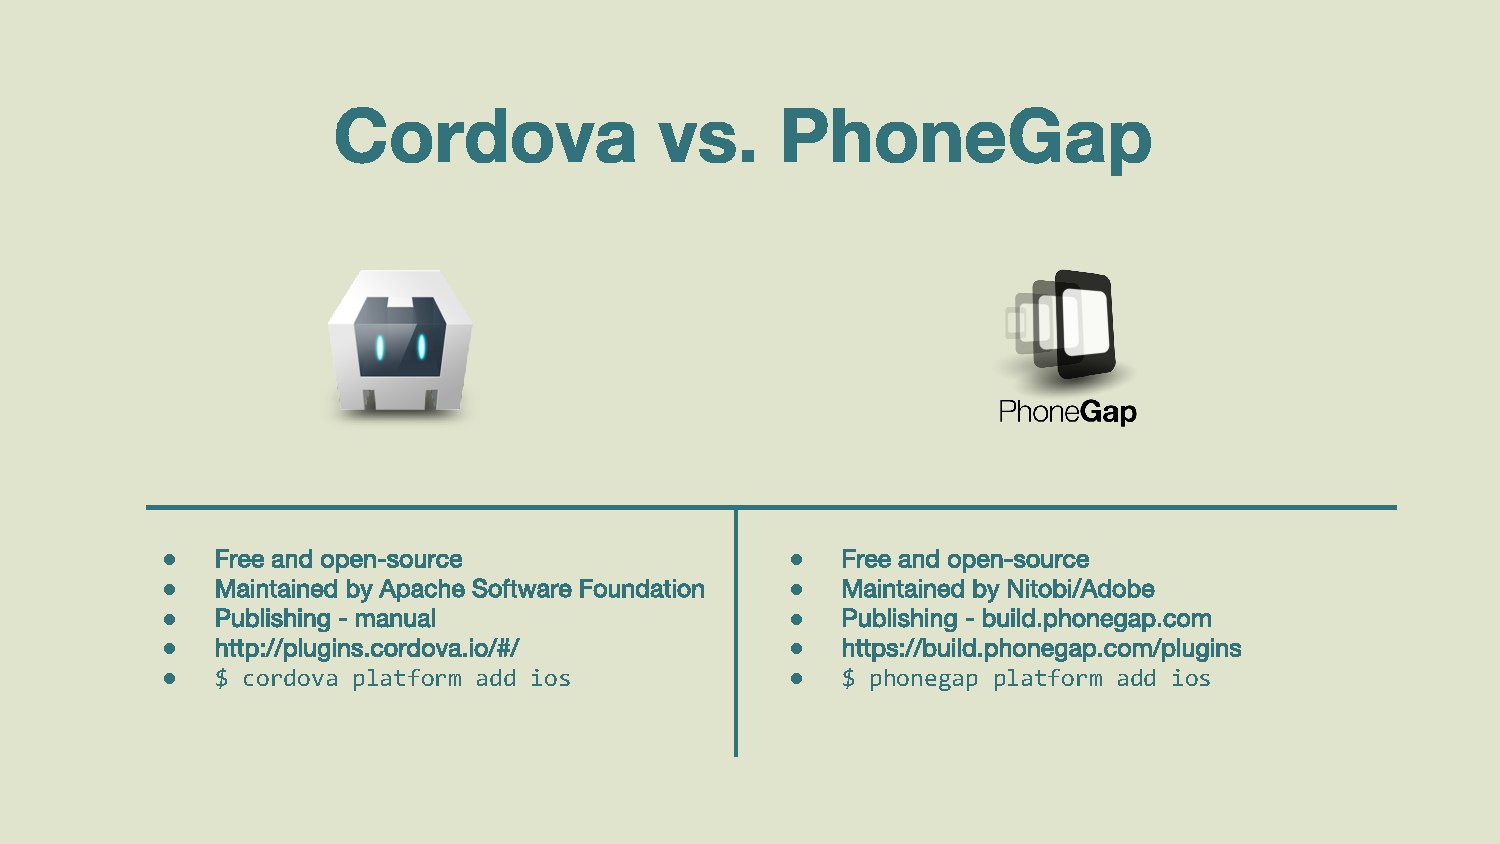 Cordova vs. PhoneGap
PhoneGap
● Free and open-source
● Maintained by Apache Software Foundation
● Publishing - manual
● http://plugins.cordova.io/#/
● $ cordova platform add ios
● Free and open-source
● Maintained by Nitobi/Adobe
● Publishing - build.phonegap.com
● https://build.phonegap.com/plugins
● $ phonegap platform add ios